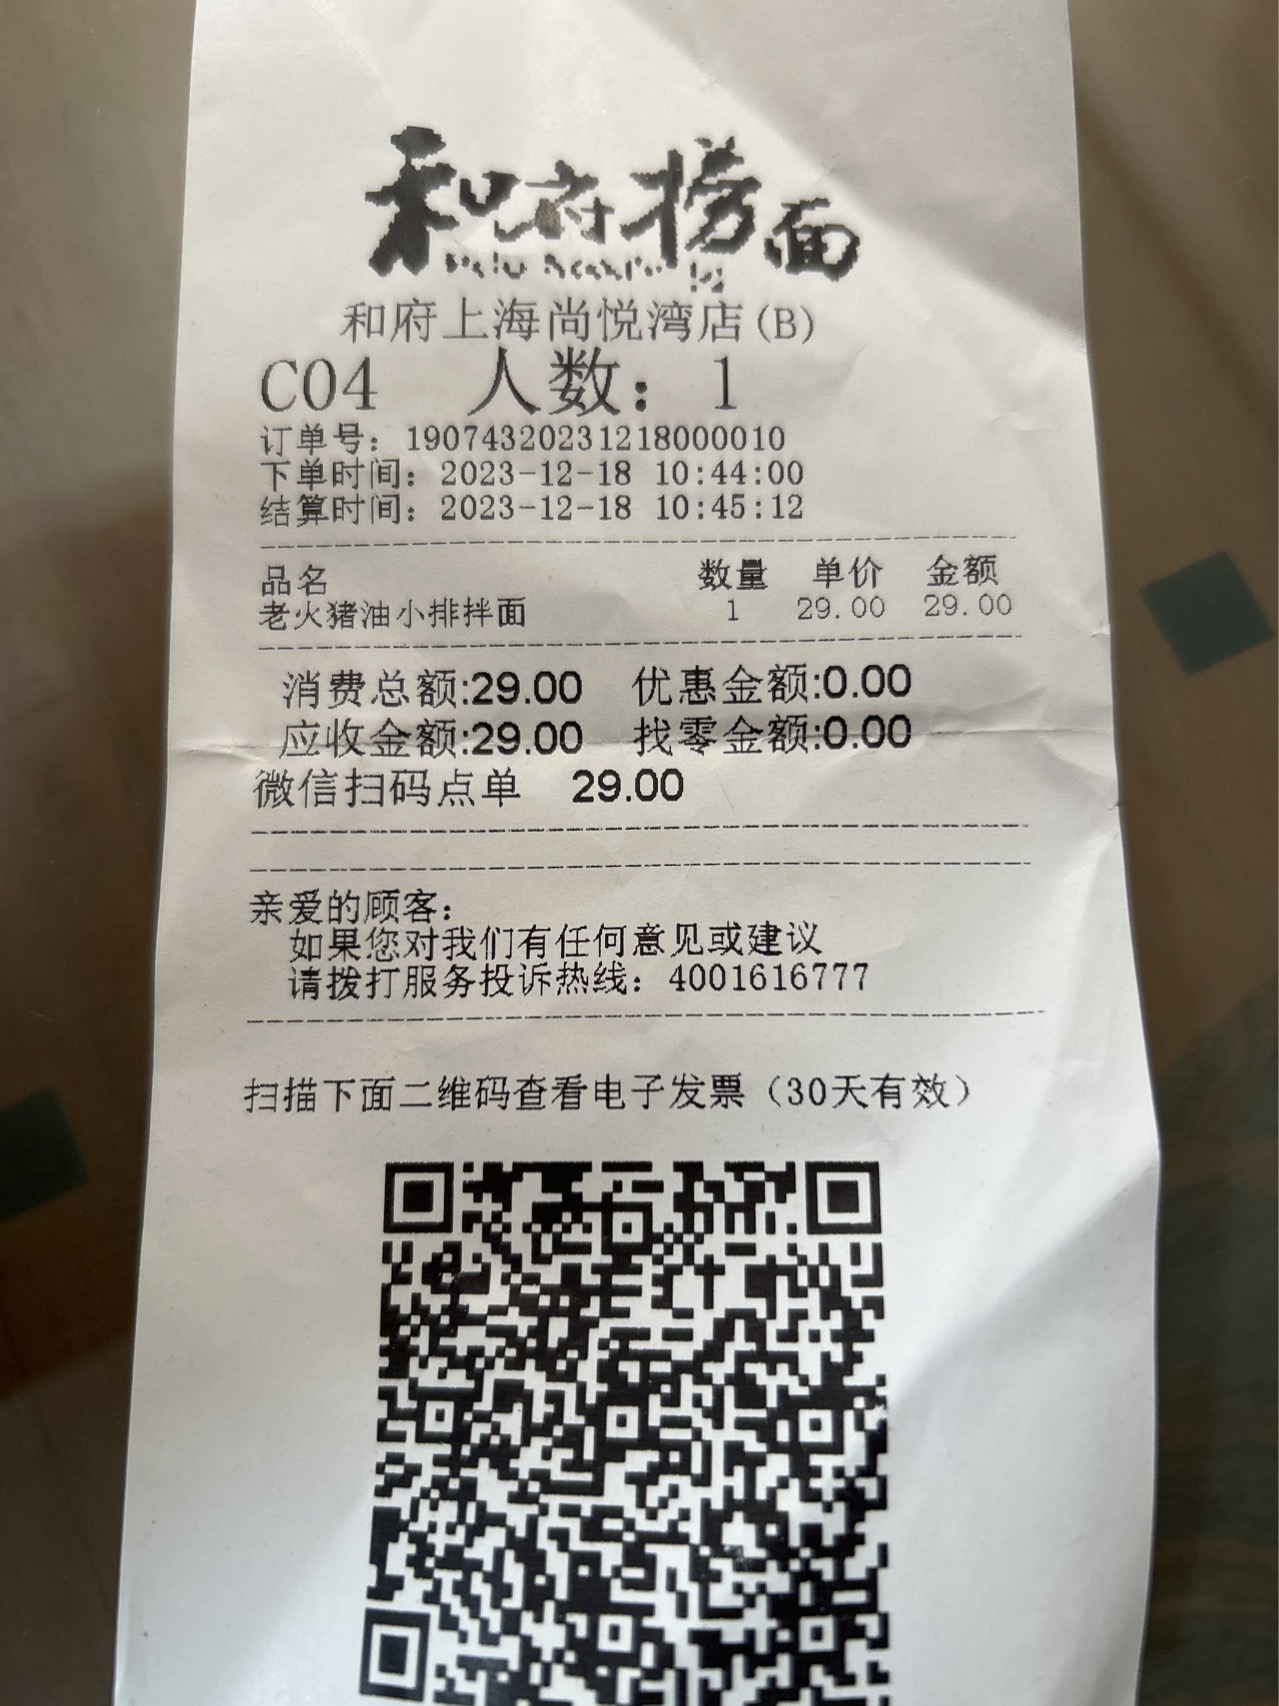 和府捞面
和府上海尚悦湾店(B)
C04 人数：1
订单号：19074320231218000010
下单时间：2023-12-18 10:44:00
结算时间：2023-12-18 10:45:12
品名 数量 单价 金额
老火猪油小排拌面 1 29.00 29.00
消费总额:29.00 优惠金额:0.00
应收金额:29.00 找零金额:0.00
微信扫码点单 29.00
亲爱的顾客：
如果您对我们有任何意见或建议
请拨打服务投诉热线：4001616777
扫描下面二维码查看电子发票（30天有效）